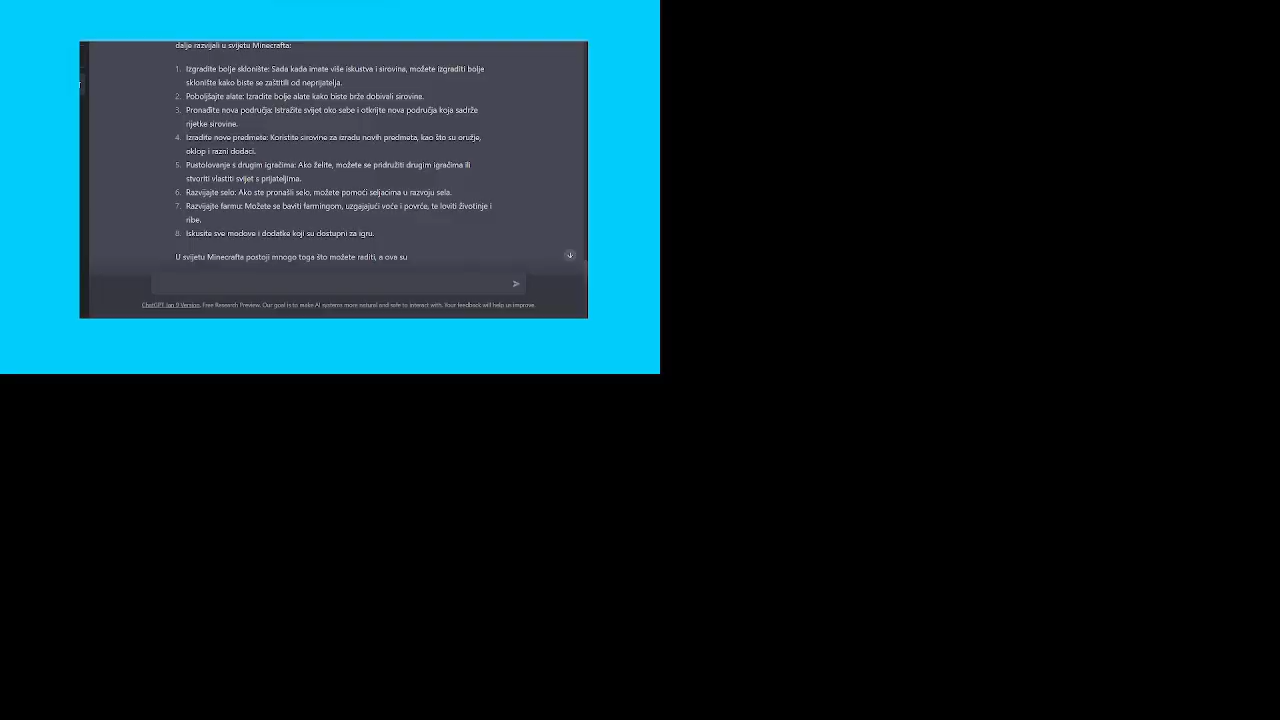 dalje razvijali u svijetu Minecrafta:
1. Izgradite bolje sklonište: Sada kada imate više iskustva i sirovina, možete izgraditi bolje
sklonište kako biste se zaštitili od neprijatelja.
2. Poboljšajte alate: Izradite bolje alate kako biste brže dobivali sirovine.
3. Pronađite nova područja: Istražite svijet oko sebe i otkrijte nova područja koja sadrže
rijetke sirovine.
4. Izradite nove predmete: Koristite sirovine za izradu novih predmeta, kao što su oružje,
oklop i razni dodaci.
5. Pustolovanje s drugim igračima: Ako želite, možete se pridružiti drugim igračima ili
stvoriti vlastiti svijet s prijateljima.
6. Razvijajte selo: Ako ste pronašli selo, možete pomoći seljacima u razvoju sela.
7. Razvijajte farmu: Možete se baviti farmingom, uzgajajući voće i povrće, te loviti životinje i
ribe.
8. Iskusite sve modove i dodatke koji su dostupni za igru.
U svijetu Minecrafta postoji mnogo toga što možete raditi, a ova su
ChatGPT Jan 9 Version. Free Research Preview. Our goal is to make AI systems more natural and safe to interact with. Your feedback will help us improve.